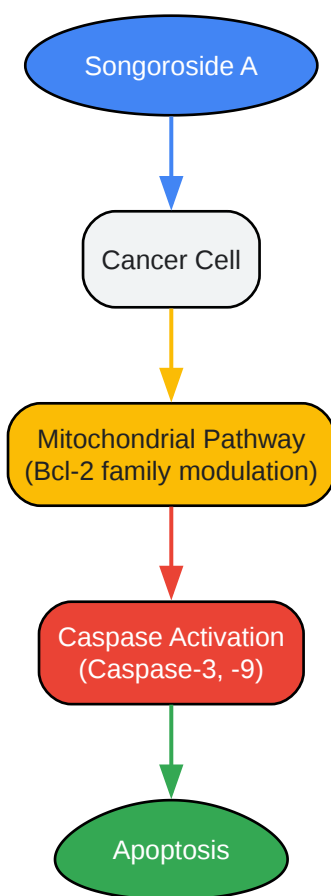 Songoroside A
Cancer Cell
Mitochondrial Pathway
(Bcl-2 family modulation)
Caspase Activation
(Caspase-3, -9)
Apoptosis